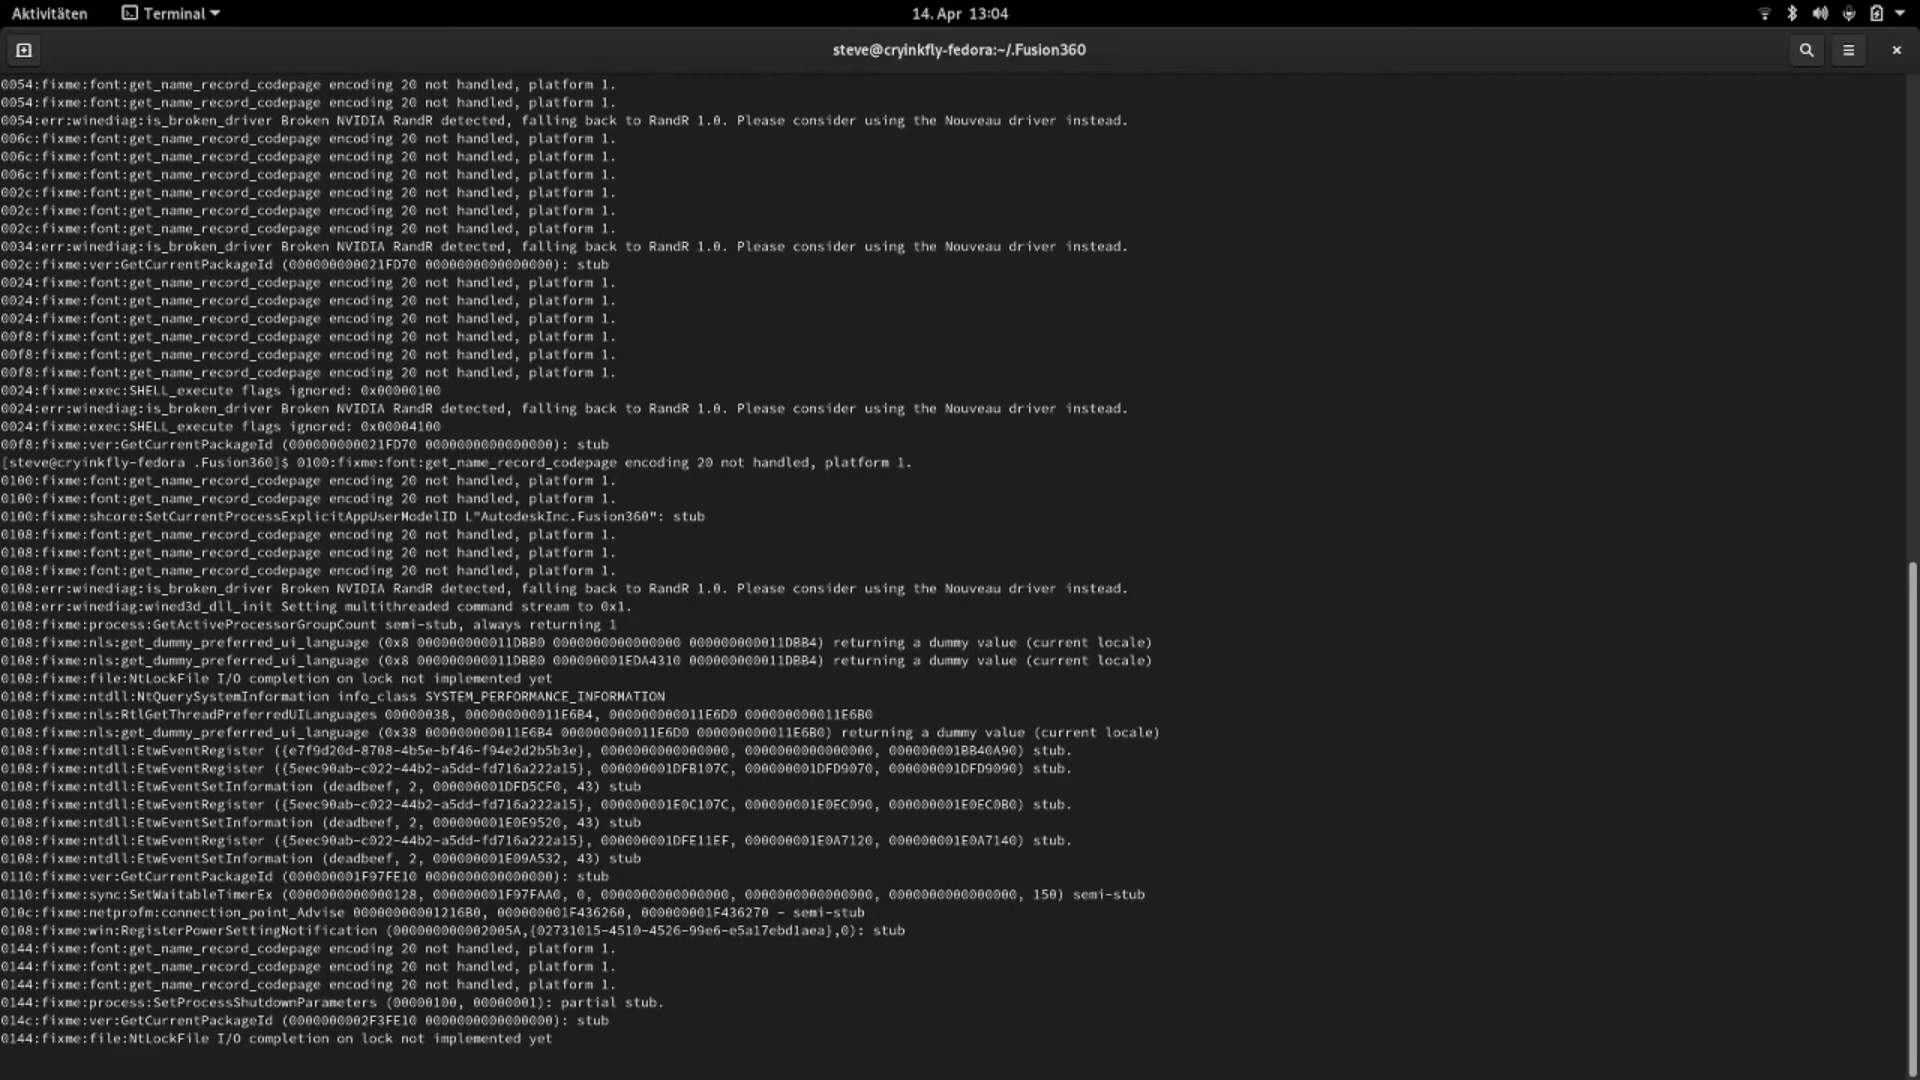 Aktivitäten
Terminal
14. Apr 13:04
steve@cryinkfly-fedora:~/.Fusion360
0054:fixme:font:get_name_record_codepage encoding 20 not handled, platform 1.
0054:fixme:font:get_name_record_codepage encoding 20 not handled, platform 1.
0054:err:winediag:is_broken_driver Broken NVIDIA RandR detected, falling back to RandR 1.0. Please consider using the Nouveau driver instead.
006c:fixme:font:get_name_record_codepage encoding 20 not handled, platform 1.
006c:fixme:font:get_name_record_codepage encoding 20 not handled, platform 1.
006c:fixme:font:get_name_record_codepage encoding 20 not handled, platform 1.
002c:fixme:font:get_name_record_codepage encoding 20 not handled, platform 1.
002c:fixme:font:get_name_record_codepage encoding 20 not handled, platform 1.
002c:fixme:font:get_name_record_codepage encoding 20 not handled, platform 1.
0034:err:winediag:is_broken_driver Broken NVIDIA RandR detected, falling back to RandR 1.0. Please consider using the Nouveau driver instead.
002c:fixme:ver:GetCurrentPackageId (000000000021FD70 0000000000000000): stub
0024:fixme:font:get_name_record_codepage encoding 20 not handled, platform 1.
0024:fixme:font:get_name_record_codepage encoding 20 not handled, platform 1.
0024:fixme:font:get_name_record_codepage encoding 20 not handled, platform 1.
00f8:fixme:font:get_name_record_codepage encoding 20 not handled, platform 1.
00f8:fixme:font:get_name_record_codepage encoding 20 not handled, platform 1.
00f8:fixme:font:get_name_record_codepage encoding 20 not handled, platform 1.
0024:fixme:exec:SHELL_execute flags ignored: 0x00000100
0024:err:winediag:is_broken_driver Broken NVIDIA RandR detected, falling back to RandR 1.0. Please consider using the Nouveau driver instead.
0024:fixme:exec:SHELL_execute flags ignored: 0x00004100
00f8:fixme:ver:GetCurrentPackageId (000000000021FD70 0000000000000000): stub
[steve@cryinkfly-fedora .Fusion360]$ 0100:fixme:font:get_name_record_codepage encoding 20 not handled, platform 1.
0100:fixme:font:get_name_record_codepage encoding 20 not handled, platform 1.
0100:fixme:font:get_name_record_codepage encoding 20 not handled, platform 1.
0100:fixme:shcore:SetCurrentProcessExplicitAppUserModelID L"AutodeskInc.Fusion360": stub
0108:fixme:font:get_name_record_codepage encoding 20 not handled, platform 1.
0108:fixme:font:get_name_record_codepage encoding 20 not handled, platform 1.
0108:fixme:font:get_name_record_codepage encoding 20 not handled, platform 1.
0108:err:winediag:is_broken_driver Broken NVIDIA RandR detected, falling back to RandR 1.0. Please consider using the Nouveau driver instead.
0108:err:winediag:wined3d_dll_init Setting multithreaded command stream to 0x1.
0108:fixme:process:GetActiveProcessorGroupCount semi-stub, always returning 1
0108:fixme:nls:get_dummy_preferred_ui_language (0x8 000000000011DBB0 0000000000000000 000000000011DBB4) returning a dummy value (current locale)
0108:fixme:nls:get_dummy_preferred_ui_language (0x8 000000000011DBB0 000000001EDA4310 000000000011DBB4) returning a dummy value (current locale)
0108:fixme:file:NtLockFile I/O completion on lock not implemented yet
0108:fixme:ntdll:NtQuerySystemInformation info_class SYSTEM_PERFORMANCE_INFORMATION
0108:fixme:nls:RtlGetThreadPreferredUILanguages 00000038, 000000000011E6B4, 000000000011E6D0 000000000011E6B0
0108:fixme:nls:get_dummy_preferred_ui_language (0x38 000000000011E6B4 000000000011E6D0 000000000011E6B0) returning a dummy value (current locale)
0108:fixme:ntdll:EtwEventRegister ({e7f9d20d-8708-4b5e-bf46-f94e2d2b5b3e}, 0000000000000000, 0000000000000000, 000000001BB40A90) stub.
0108:fixme:ntdll:EtwEventRegister ({5eec90ab-c022-44b2-a5dd-fd716a222a15}, 000000001DFB107C, 000000001DFD9070, 000000001DFD9090) stub.
0108:fixme:ntdll:EtwEventSetInformation (deadbeef, 2, 000000001DFD5CF0, 43) stub
0108:fixme:ntdll:EtwEventRegister ({5eec90ab-c022-44b2-a5dd-fd716a222a15}, 000000001E0C107C, 000000001E0EC090, 000000001E0EC0B0) stub.
0108:fixme:ntdll:EtwEventSetInformation (deadbeef, 2, 000000001E0E9520, 43) stub
0108:fixme:ntdll:EtwEventRegister ({5eec90ab-c022-44b2-a5dd-fd716a222a15}, 000000001DFE11EF, 000000001E0A7120, 000000001E0A7140) stub.
0108:fixme:ntdll:EtwEventSetInformation (deadbeef, 2, 000000001E09A532, 43) stub
0110:fixme:ver:GetCurrentPackageId (000000001F97FE10 0000000000000000): stub
0110:fixme:sync:SetWaitableTimerEx (0000000000000128, 000000001F97FAA0, 0, 0000000000000000, 0000000000000000, 0000000000000000, 150) semi-stub
010c:fixme:netprofm:connection_point_Advise 00000000001216B0, 000000001F436260, 000000001F436270 - semi-stub
0108:fixme:win:RegisterPowerSettingNotification (000000000002005A,{02731015-4510-4526-99e6-e5a17ebd1aea},0): stub
0144:fixme:font:get_name_record_codepage encoding 20 not handled, platform 1.
0144:fixme:font:get_name_record_codepage encoding 20 not handled, platform 1.
0144:fixme:font:get_name_record_codepage encoding 20 not handled, platform 1.
0144:fixme:process:SetProcessShutdownParameters (00000100, 00000001): partial stub.
014c:fixme:ver:GetCurrentPackageId (0000000002F3FE10 0000000000000000): stub
0144:fixme:file:NtLockFile I/O completion on lock not implemented yet